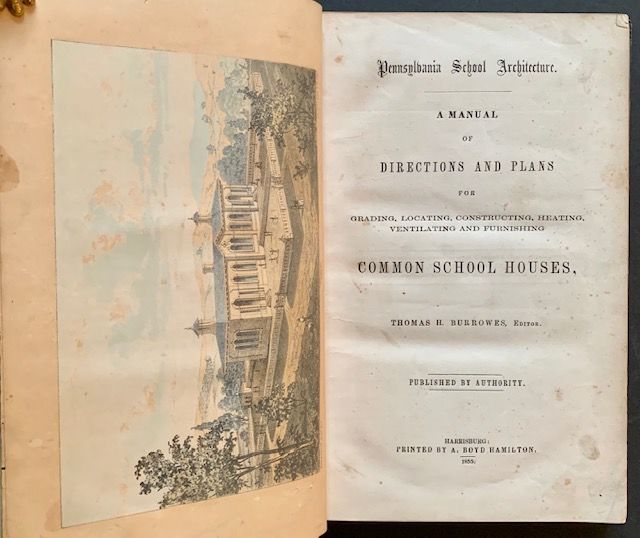 Pennsylvania School Architecture.
A MANUAL
OF
DIRECTIONS AND PLANS
FOR
GRADING, LOCATING, CONSTRUCTING, HEATING,
VENTILATING AND FURNISHING
COMMON SCHOOL HOUSES,
THOMAS H. BURROWES, EDITOR.
PUBLISHED BY AUTHORITY.
HARRISBURG:
PRINTED BY A. BOYD HAMILTON,
1855.